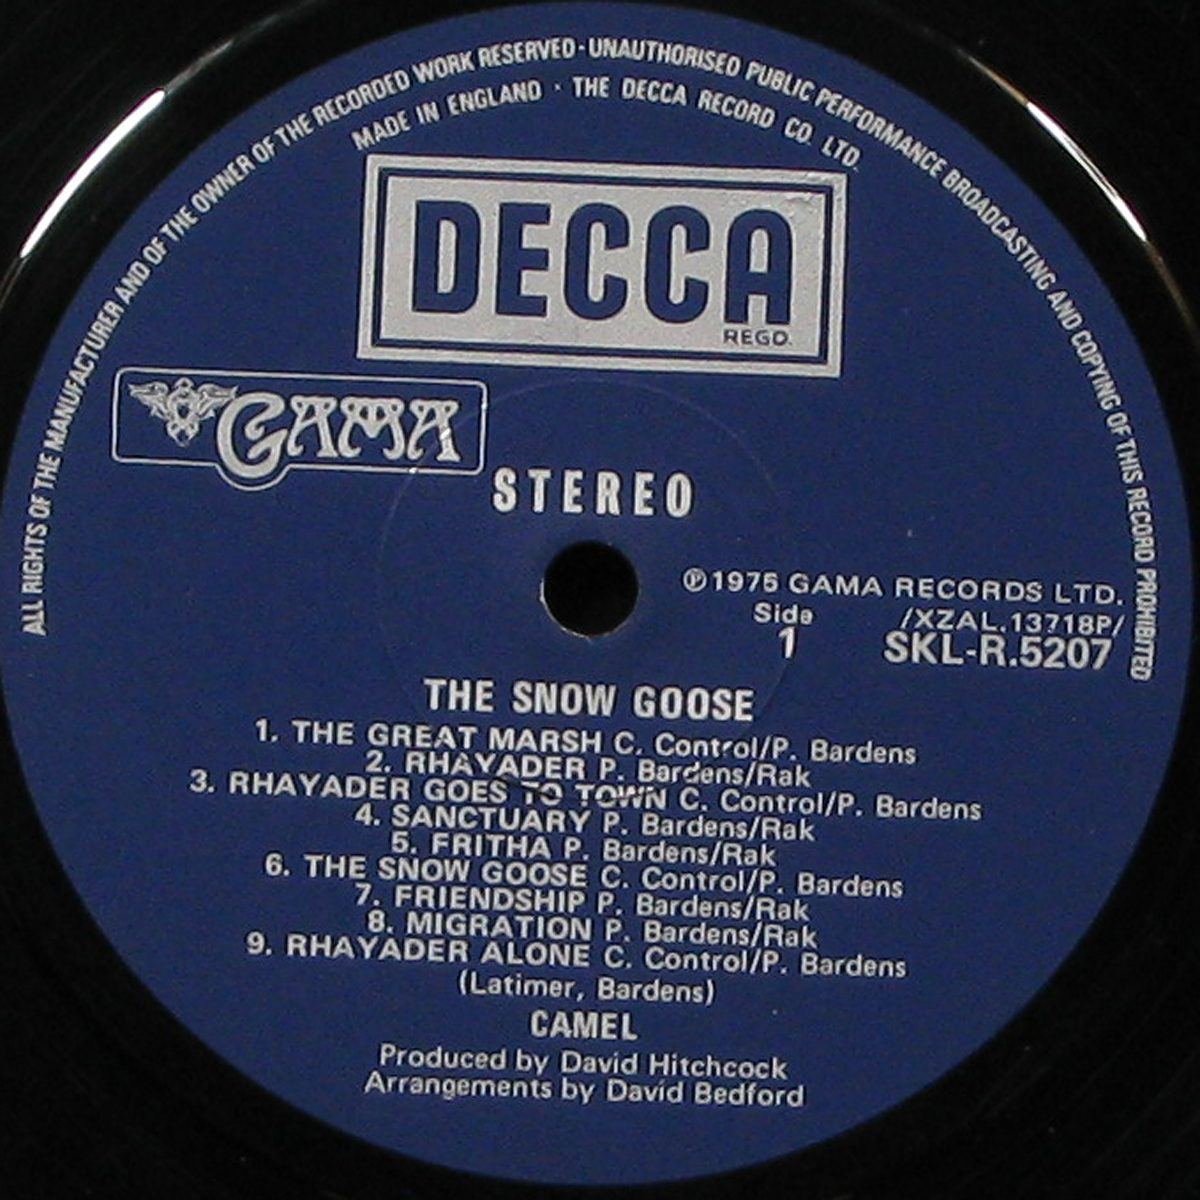 ALL RIGHTS OF THE MANUFACTURER AND OF THE OWNER OF THE RECORDED WORK RESERVED · UNAUTHORISED PUBLIC PERFORMANCE BROADCASTING AND COPYING OF THIS RECORD PROHIBITED
MADE IN ENGLAND · THE DECCA RECORD CO. LTD.
DECCA
REGD.
GAMA
STEREO
℗1975 GAMA RECORDS LTD.
Side /XZAL.13718P/
1 SKL-R.5207
THE SNOW GOOSE
1. THE GREAT MARSH C. Control/P. Bardens
2. RHAYADER P. Bardens/Rak
3. RHAYADER GOES TO TOWN C. Control/P. Bardens
4. SANCTUARY P. Bardens/Rak
5. FRITHA P. Bardens/Rak
6. THE SNOW GOOSE C. Control/P. Bardens
7. FRIENDSHIP P. Bardens/Rak
8. MIGRATION P. Bardens/Rak
9. RHAYADER ALONE C. Control/P. Bardens
(Latimer, Bardens)
CAMEL
Produced by David Hitchcock
Arrangements by David Bedford